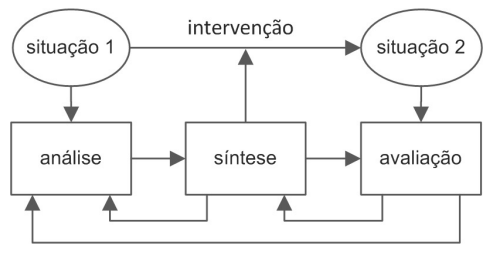 intervenção
situação 1
situação 2
análise
síntese
avaliação